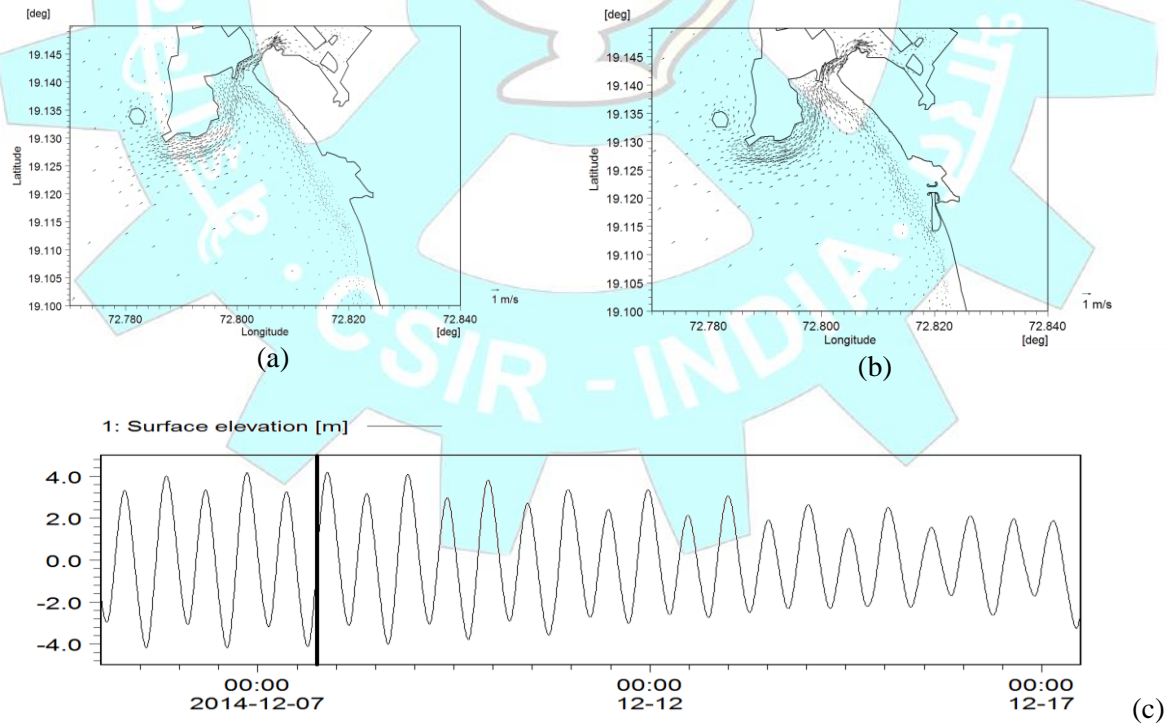 [deg]
19.145
19.140
19.135
19.130
19.125
19.120
19.115
19.110
19.105
19.100
Latitude
72.780 72.800 72.820 72.840
Longitude [deg]
1 m/s
(a)
[deg]
19.145
19.140
19.135
19.130
19.125
19.120
19.115
19.110
19.105
19.100
Latitude
72.780 72.800 72.820 72.840
Longitude [deg]
1 m/s
(b)
CSIR - INDIA
1: Surface elevation [m]
4.0
2.0
0.0
-2.0
-4.0
00:00 00:00 00:00
2014-12-07 12-12 12-17
(c)